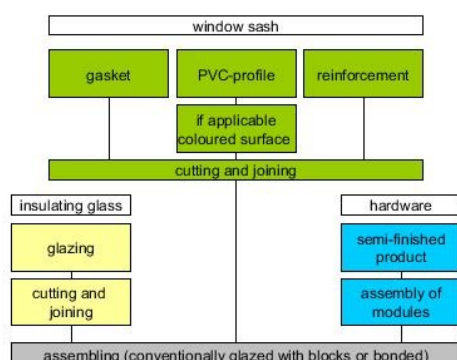 window sash
gasket
PVC-profile
reinforcement
if applicable
coloured surface
cutting and joining
insulating glass
hardware
glazing
semi-finished
product
cutting and
joining
assembly of
modules
assembling (conventionally glazed with blocks or bonded)